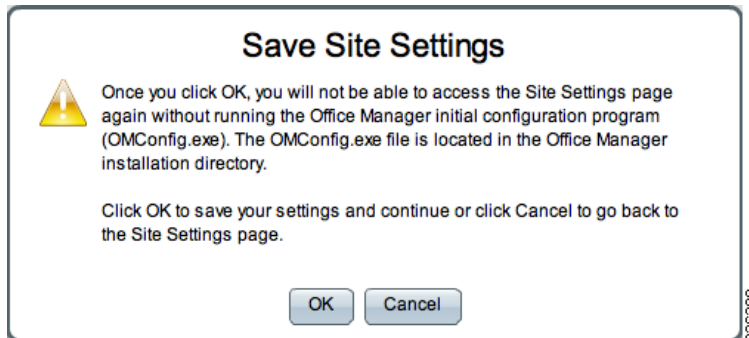 Save Site Settings
Once you click OK, you will not be able to access the Site Settings page
again without running the Office Manager initial configuration program
(OMConfig.exe). The OMConfig.exe file is located in the Office Manager
installation directory.
Click OK to save your settings and continue or click Cancel to go back to
the Site Settings page.
OK
Cancel